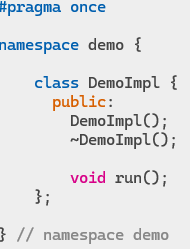 #pragma once
namespace demo {
class DemoImpl {
public:
DemoImpl();
~DemoImpl();
void run();
};
} // namespace demo